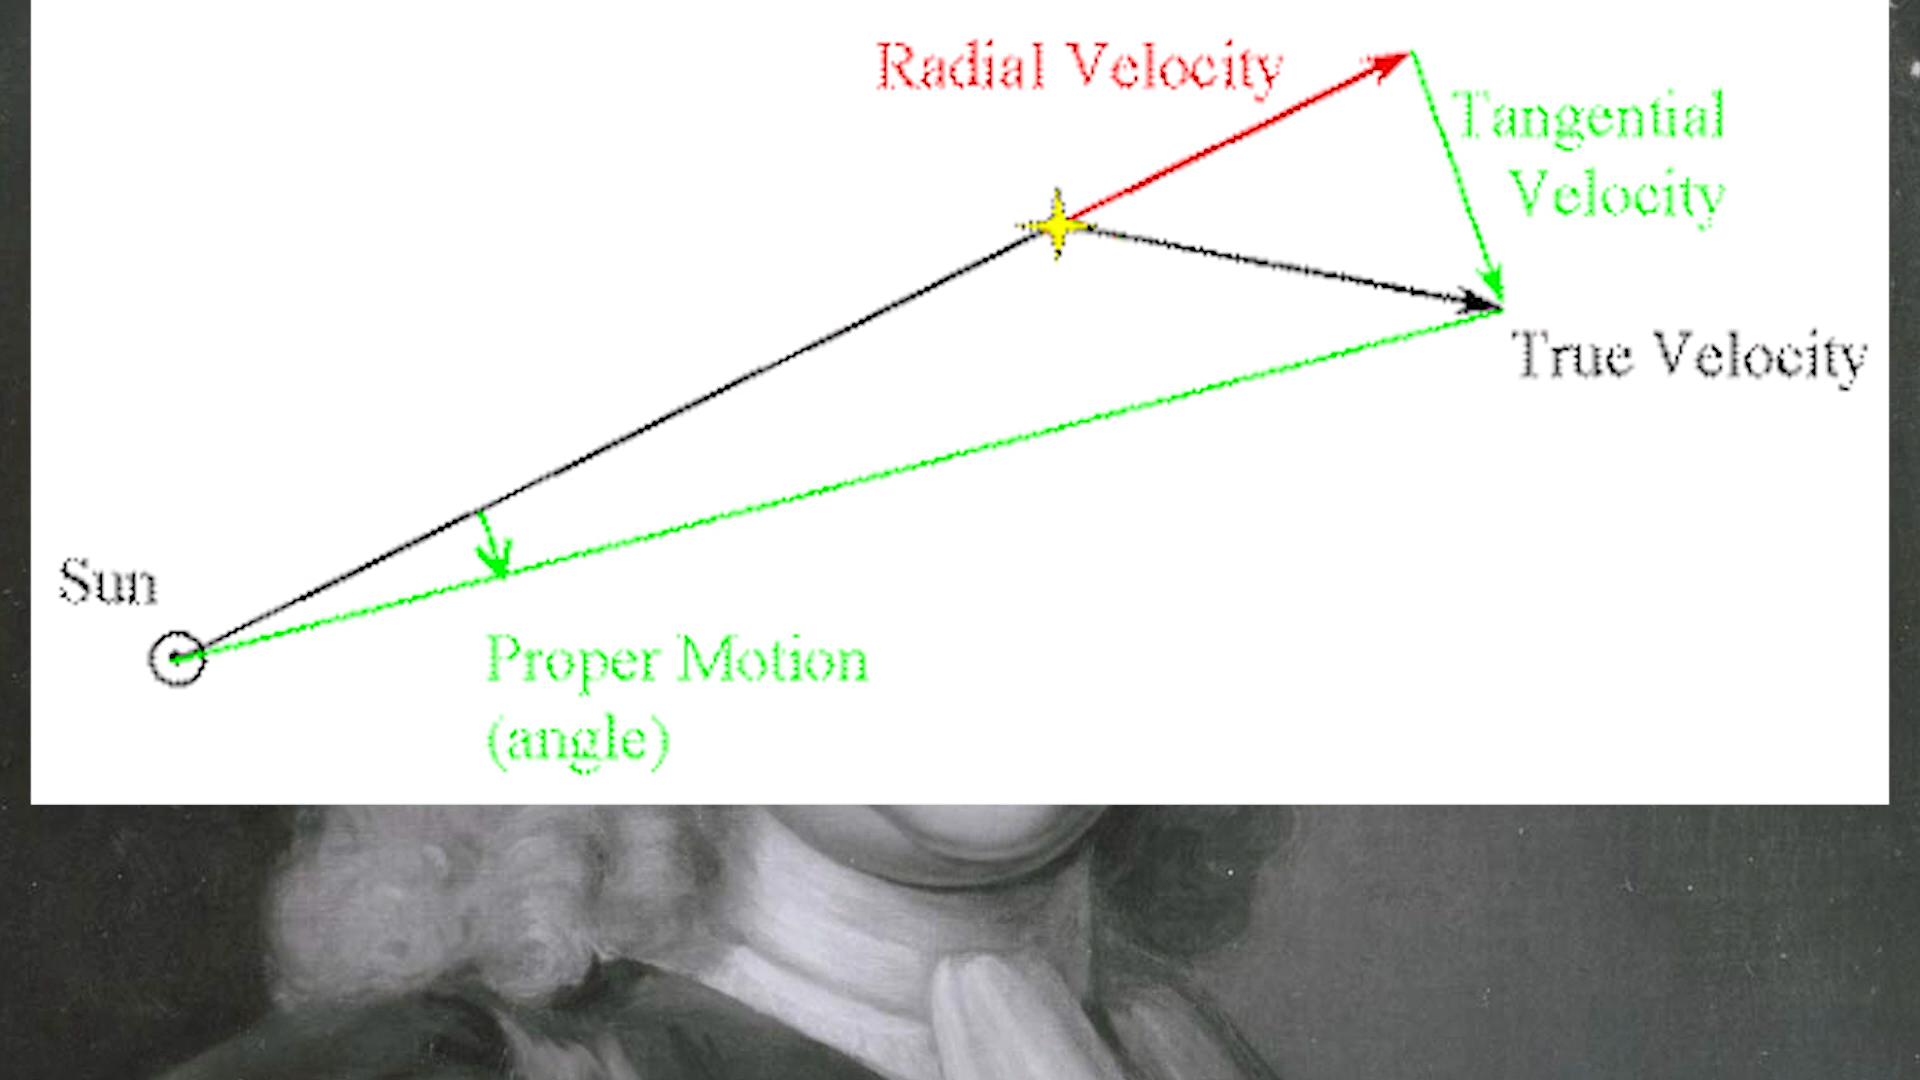 Radial Velocity
Tangential
Velocity
True Velocity
Sun
Proper Motion
(angle)